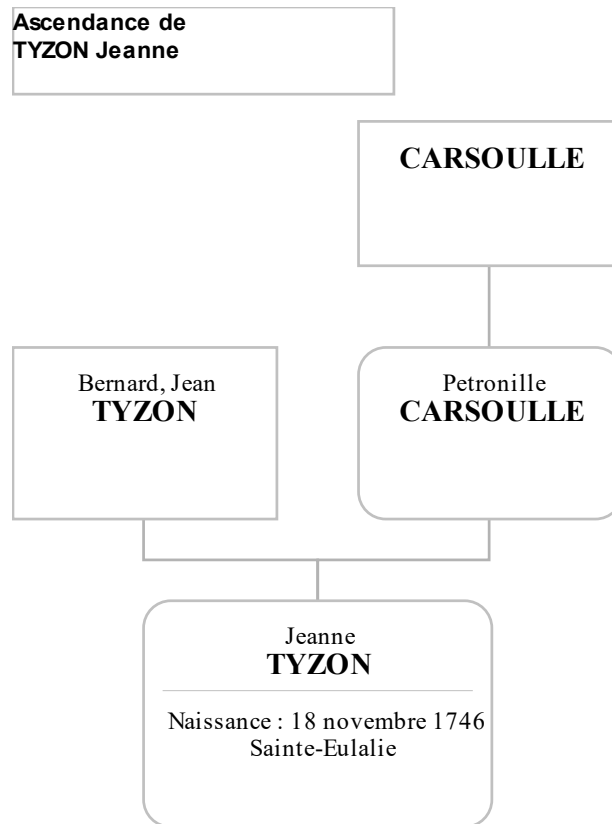 Ascendance de
TYZON Jeanne
CARSOULLE
Bernard, Jean
TYZON
Petronille
CARSOULLE
Jeanne
TYZON
Naissance : 18 novembre 1746
Sainte-Eulalie